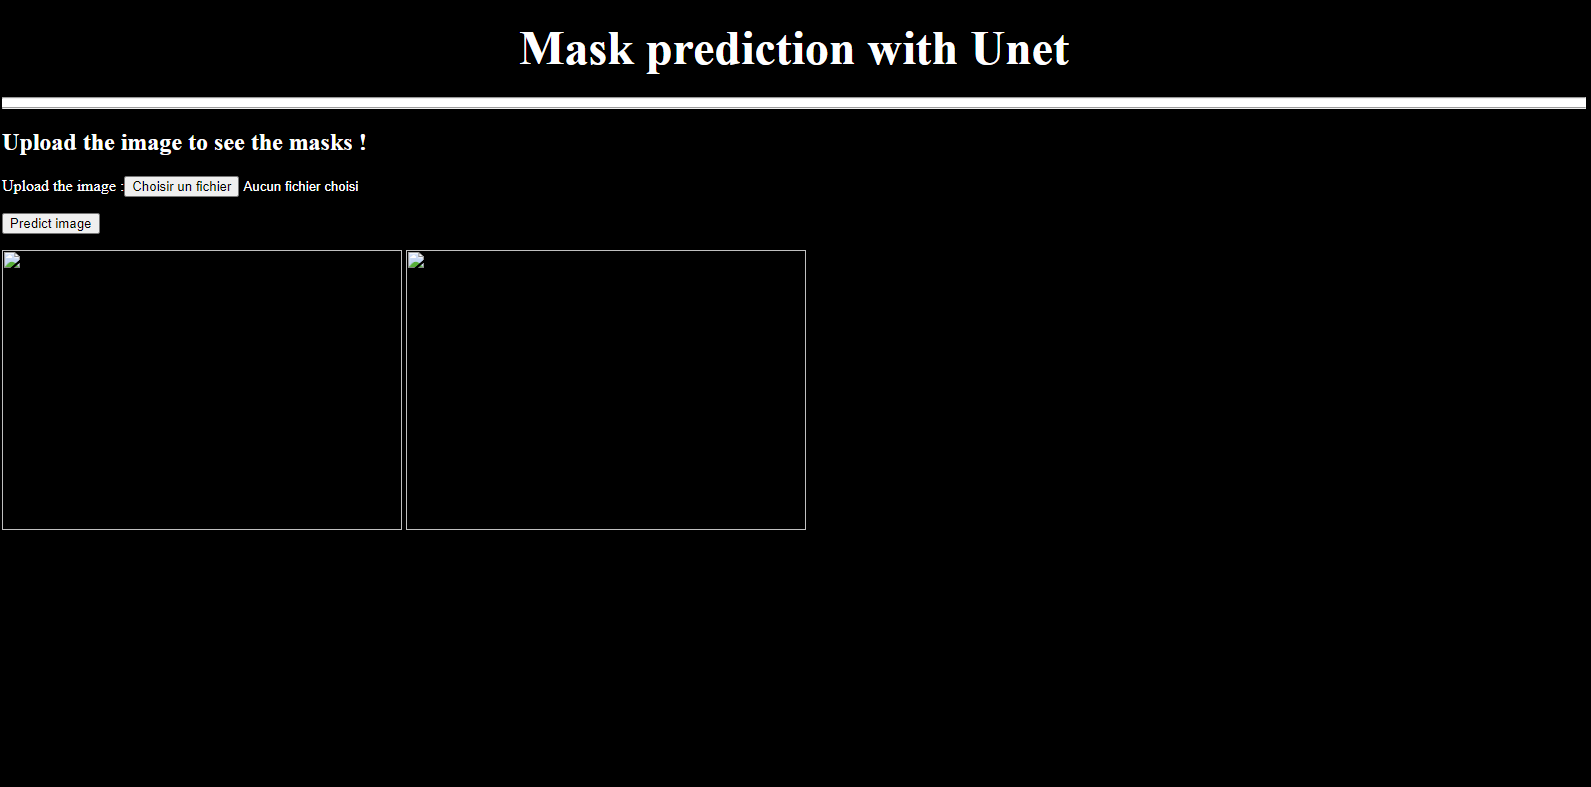 Mask prediction with Unet
Upload the image to see the masks !
Upload the image : Choisir un fichier Aucun fichier choisi
Predict image